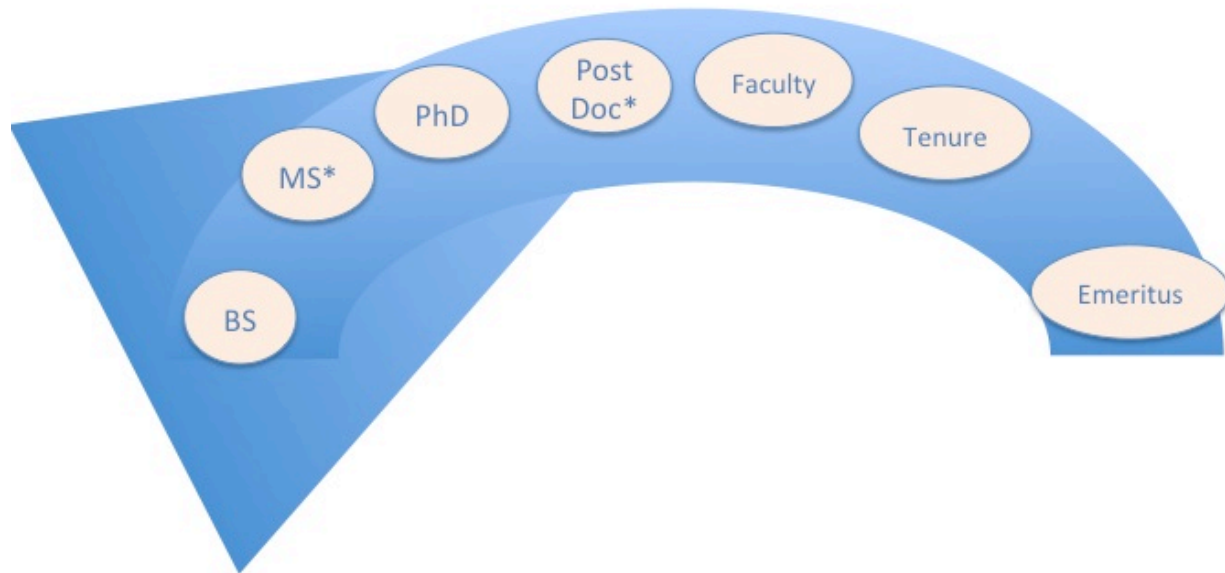 BS
MS*
PhD
Post
Doc*
Faculty
Tenure
Emeritus